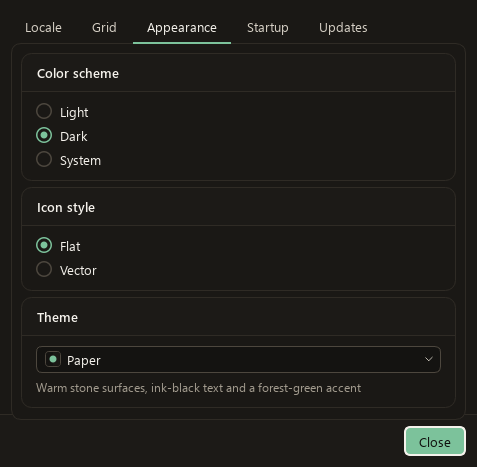 Locale Grid Appearance Startup Updates
Color scheme
Light
Dark
System
Icon style
Flat
Vector
Theme
Paper
Warm stone surfaces, ink-black text and a forest-green accent
Close